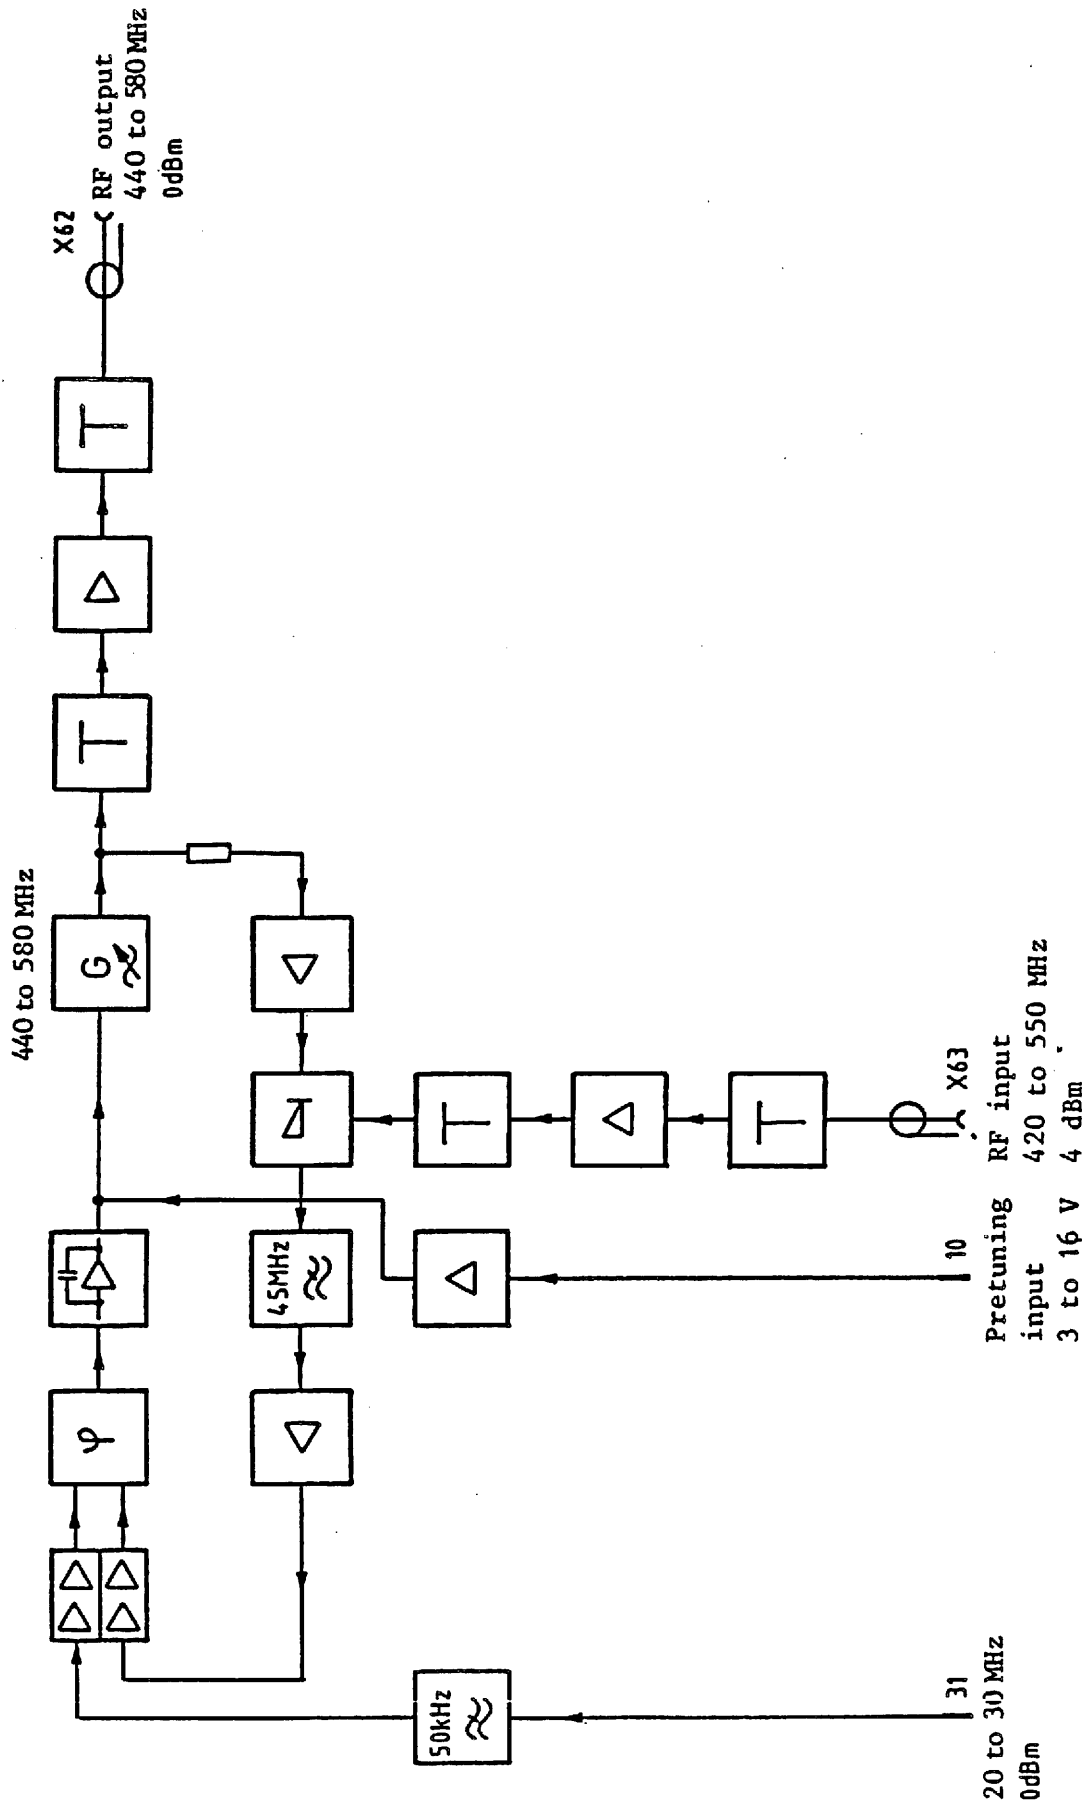 X62
RF output
440 to 580 MHz
0dBm
T
T
440 to 580 MHz
G
45MHz
φ
T
T
50kHz
31
20 to 30 MHz
0dBm
10
Pretuning
input
3 to 16 V
X63
RF input
420 to 550 MHz
4 dBm